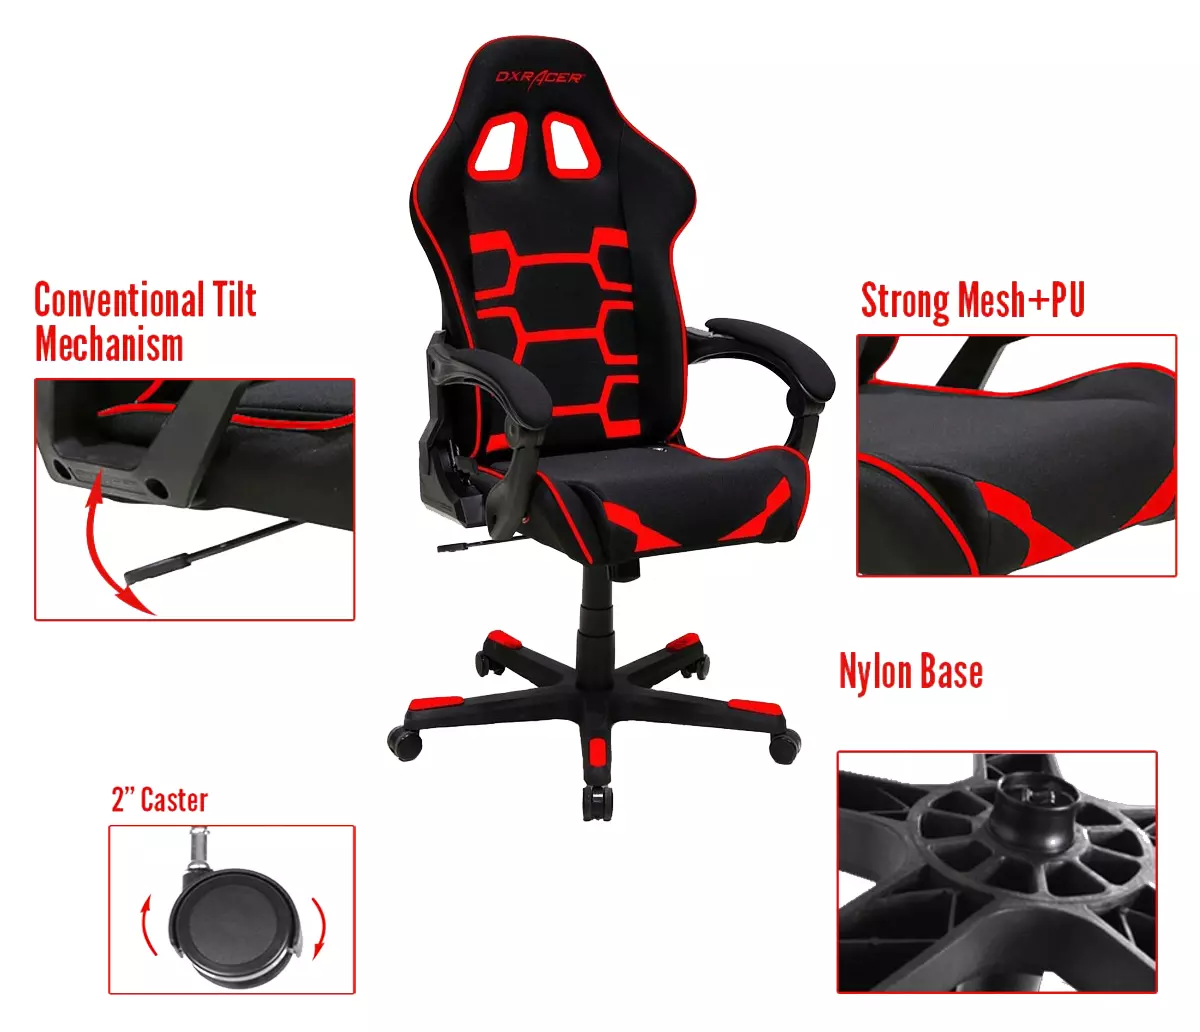 DXRACER
Conventional Tilt
Mechanism
Strong Mesh+PU
Nylon Base
2” Caster